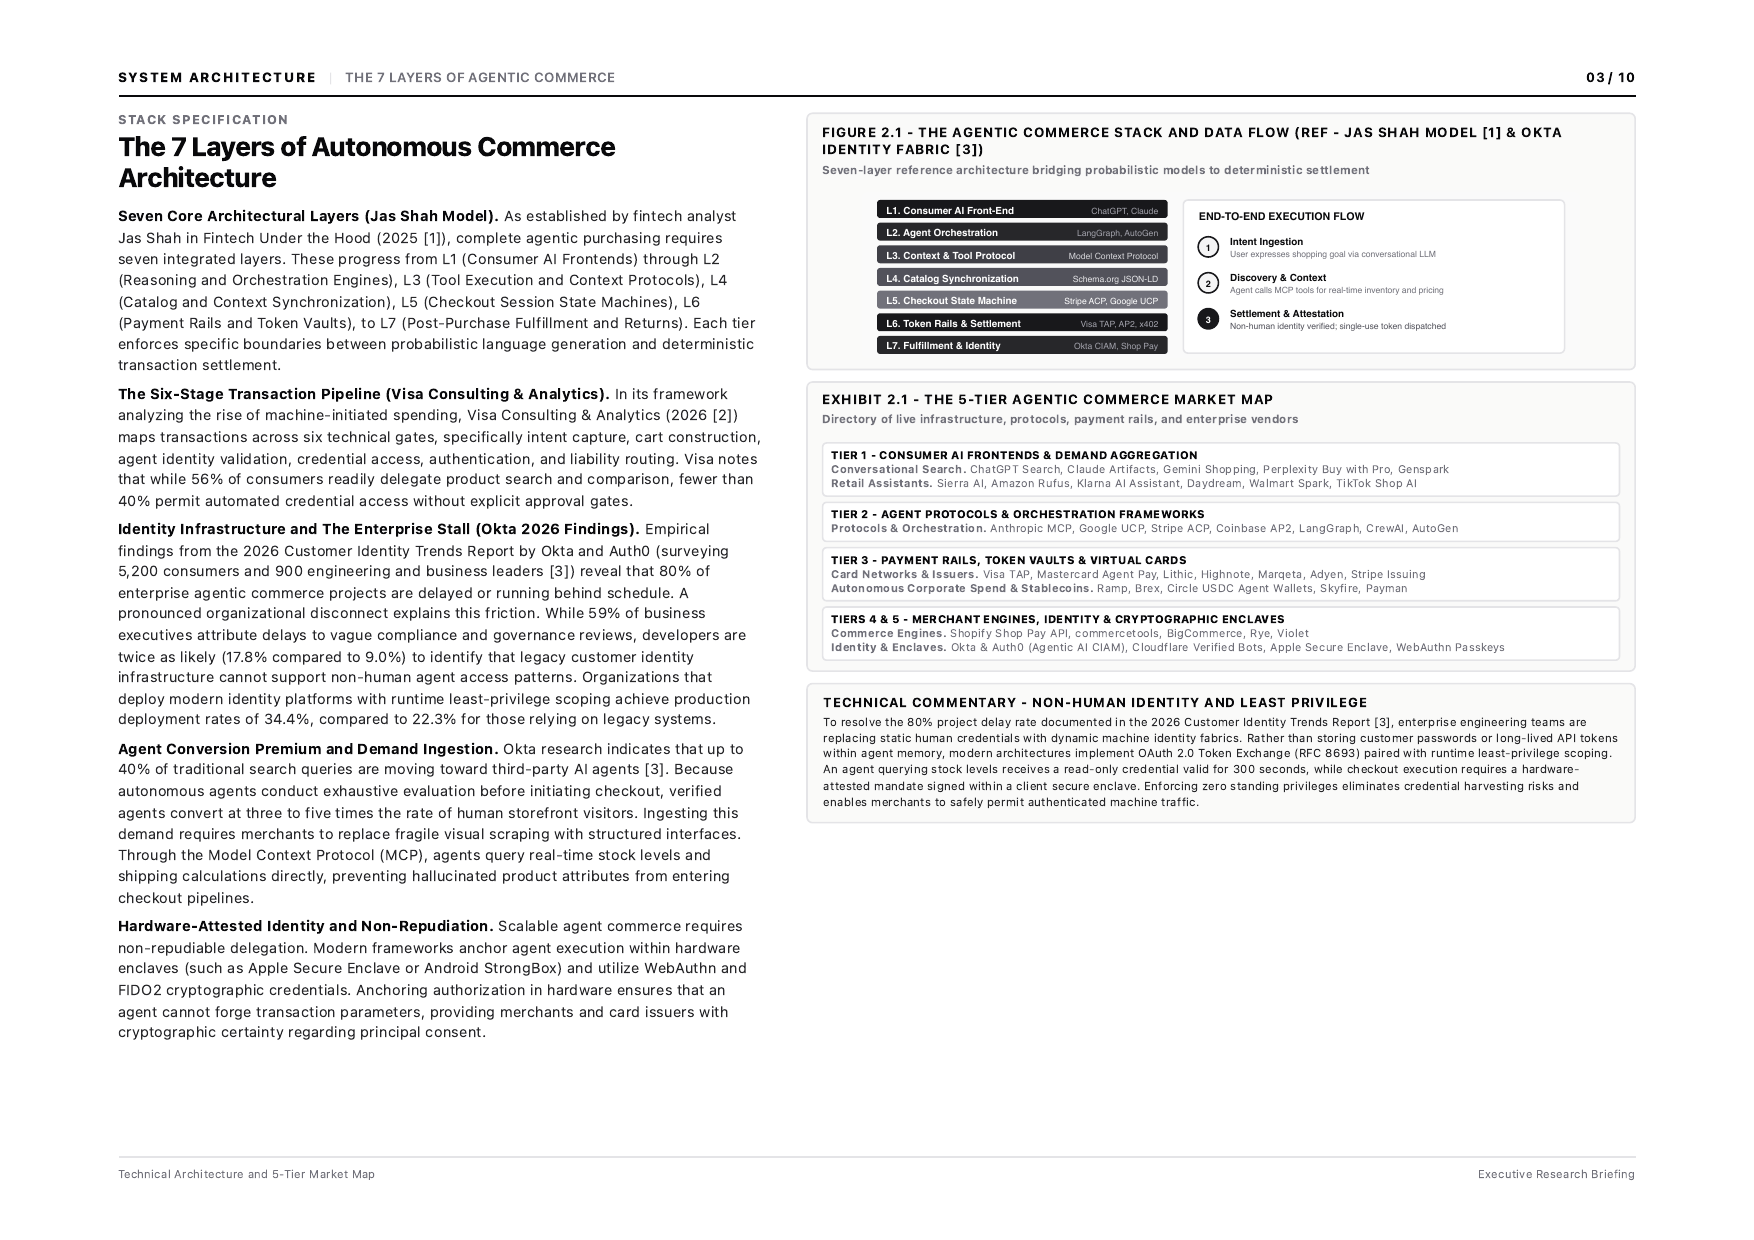 SYSTEM ARCHITECTURE | THE 7 LAYERS OF AGENTIC COMMERCE
03 / 10
STACK SPECIFICATION
The 7 Layers of Autonomous Commerce
Architecture
Seven Core Architectural Layers (Jas Shah Model). As established by fintech analyst
Jas Shah in Fintech Under the Hood (2025 [1]), complete agentic purchasing requires
seven integrated layers. These progress from L1 (Consumer AI Frontends) through L2
(Reasoning and Orchestration Engines), L3 (Tool Execution and Context Protocols), L4
(Catalog and Context Synchronization), L5 (Checkout Session State Machines), L6
(Payment Rails and Token Vaults), to L7 (Post-Purchase Fulfillment and Returns). Each tier
enforces specific boundaries between probabilistic language generation and deterministic
transaction settlement.
The Six-Stage Transaction Pipeline (Visa Consulting & Analytics). In its framework
analyzing the rise of machine-initiated spending, Visa Consulting & Analytics (2026 [2])
maps transactions across six technical gates, specifically intent capture, cart construction,
agent identity validation, credential access, authentication, and liability routing. Visa notes
that while 56% of consumers readily delegate product search and comparison, fewer than
40% permit automated credential access without explicit approval gates.
Identity Infrastructure and The Enterprise Stall (Okta 2026 Findings). Empirical
findings from the 2026 Customer Identity Trends Report by Okta and Auth0 (surveying
5,200 consumers and 900 engineering and business leaders [3]) reveal that 80% of
enterprise agentic commerce projects are delayed or running behind schedule. A
pronounced organizational disconnect explains this friction. While 59% of business
executives attribute delays to vague compliance and governance reviews, developers are
twice as likely (17.8% compared to 9.0%) to identify that legacy customer identity
infrastructure cannot support non-human agent access patterns. Organizations that
deploy modern identity platforms with runtime least-privilege scoping achieve production
deployment rates of 34.4%, compared to 22.3% for those relying on legacy systems.
Agent Conversion Premium and Demand Ingestion. Okta research indicates that up to
40% of traditional search queries are moving toward third-party AI agents [3]. Because
autonomous agents conduct exhaustive evaluation before initiating checkout, verified
agents convert at three to five times the rate of human storefront visitors. Ingesting this
demand requires merchants to replace fragile visual scraping with structured interfaces.
Through the Model Context Protocol (MCP), agents query real-time stock levels and
shipping calculations directly, preventing hallucinated product attributes from entering
checkout pipelines.
Hardware-Attested Identity and Non-Repudiation. Scalable agent commerce requires
non-repudiable delegation. Modern frameworks anchor agent execution within hardware
enclaves (such as Apple Secure Enclave or Android StrongBox) and utilize WebAuthn and
FIDO2 cryptographic credentials. Anchoring authorization in hardware ensures that an
agent cannot forge transaction parameters, providing merchants and card issuers with
cryptographic certainty regarding principal consent.
FIGURE 2.1 - THE AGENTIC COMMERCE STACK AND DATA FLOW (REF - JAS SHAH MODEL [1] & OKTA
IDENTITY FABRIC [3])
Seven-layer reference architecture bridging probabilistic models to deterministic settlement
L1. Consumer AI Front-End ChatGPT, Claude
L2. Agent Orchestration LangGraph, AutoGen
L3. Context & Tool Protocol Model Context Protocol
L4. Catalog Synchronization Schema.org JSON-LD
L5. Checkout State Machine Stripe ACP, Google UCP
L6. Token Rails & Settlement Visa TAP, AP2, x402
L7. Fulfillment & Identity Okta CIAM, Shop Pay
END-TO-END EXECUTION FLOW
1 Intent Ingestion
User expresses shopping goal via conversational LLM
2 Discovery & Context
Agent calls MCP tools for real-time inventory and pricing
3 Settlement & Attestation
Non-human identity verified; single-use token dispatched
EXHIBIT 2.1 - THE 5-TIER AGENTIC COMMERCE MARKET MAP
Directory of live infrastructure, protocols, payment rails, and enterprise vendors
TIER 1 - CONSUMER AI FRONTENDS & DEMAND AGGREGATION
Conversational Search. ChatGPT Search, Claude Artifacts, Gemini Shopping, Perplexity Buy with Pro, Genspark
Retail Assistants. Sierra AI, Amazon Rufus, Klarna AI Assistant, Daydream, Walmart Spark, TikTok Shop AI
TIER 2 - AGENT PROTOCOLS & ORCHESTRATION FRAMEWORKS
Protocols & Orchestration. Anthropic MCP, Google UCP, Stripe ACP, Coinbase AP2, LangGraph, CrewAI, AutoGen
TIER 3 - PAYMENT RAILS, TOKEN VAULTS & VIRTUAL CARDS
Card Networks & Issuers. Visa TAP, Mastercard Agent Pay, Lithic, Highnote, Marqeta, Adyen, Stripe Issuing
Autonomous Corporate Spend & Stablecoins. Ramp, Brex, Circle USDC Agent Wallets, Skyfire, Payman
TIERS 4 & 5 - MERCHANT ENGINES, IDENTITY & CRYPTOGRAPHIC ENCLAVES
Commerce Engines. Shopify Shop Pay API, commercetools, BigCommerce, Rye, Violet
Identity & Enclaves. Okta & Auth0 (Agentic AI CIAM), Cloudflare Verified Bots, Apple Secure Enclave, WebAuthn Passkeys
TECHNICAL COMMENTARY - NON-HUMAN IDENTITY AND LEAST PRIVILEGE
To resolve the 80% project delay rate documented in the 2026 Customer Identity Trends Report [3], enterprise engineering teams are
replacing static human credentials with dynamic machine identity fabrics. Rather than storing customer passwords or long-lived API tokens
within agent memory, modern architectures implement OAuth 2.0 Token Exchange (RFC 8693) paired with runtime least-privilege scoping.
An agent querying stock levels receives a read-only credential valid for 300 seconds, while checkout execution requires a hardware-
attested mandate signed within a client secure enclave. Enforcing zero standing privileges eliminates credential harvesting risks and
enables merchants to safely permit authenticated machine traffic.
Technical Architecture and 5-Tier Market Map
Executive Research Briefing